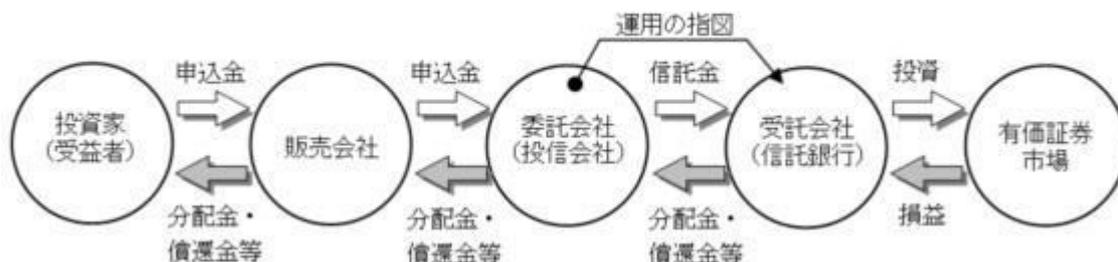 運用の指図
申込金
申込金
信託金
投資
投資家
(受益者)
販売会社
委託会社
(投信会社)
受託会社
(信託銀行)
有価証券
市場
分配金・
償還金等
分配金・
償還金等
分配金・
償還金等
損益